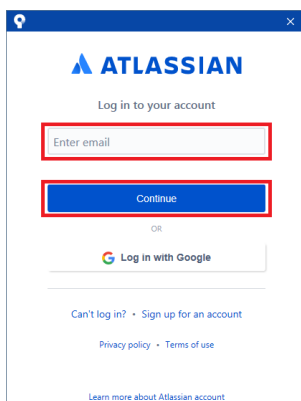 ATLASSIAN
Log in to your account
Enter email
Continue
OR
Log in with Google
Can't log in? • Sign up for an account
Privacy policy • Terms of use
Learn more about Atlassian account